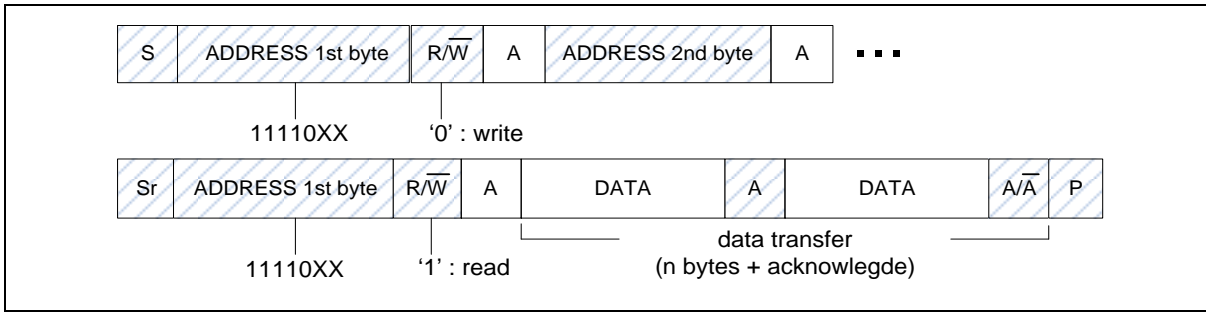 S ADDRESS 1st byte R/W̅ A ADDRESS 2nd byte A ▪ ▪ ▪
11110XX ‘0’ : write
Sr ADDRESS 1st byte R/W̅ A DATA A DATA A/A̅ P
data transfer
11110XX ‘1’ : read (n bytes + acknowlegde)